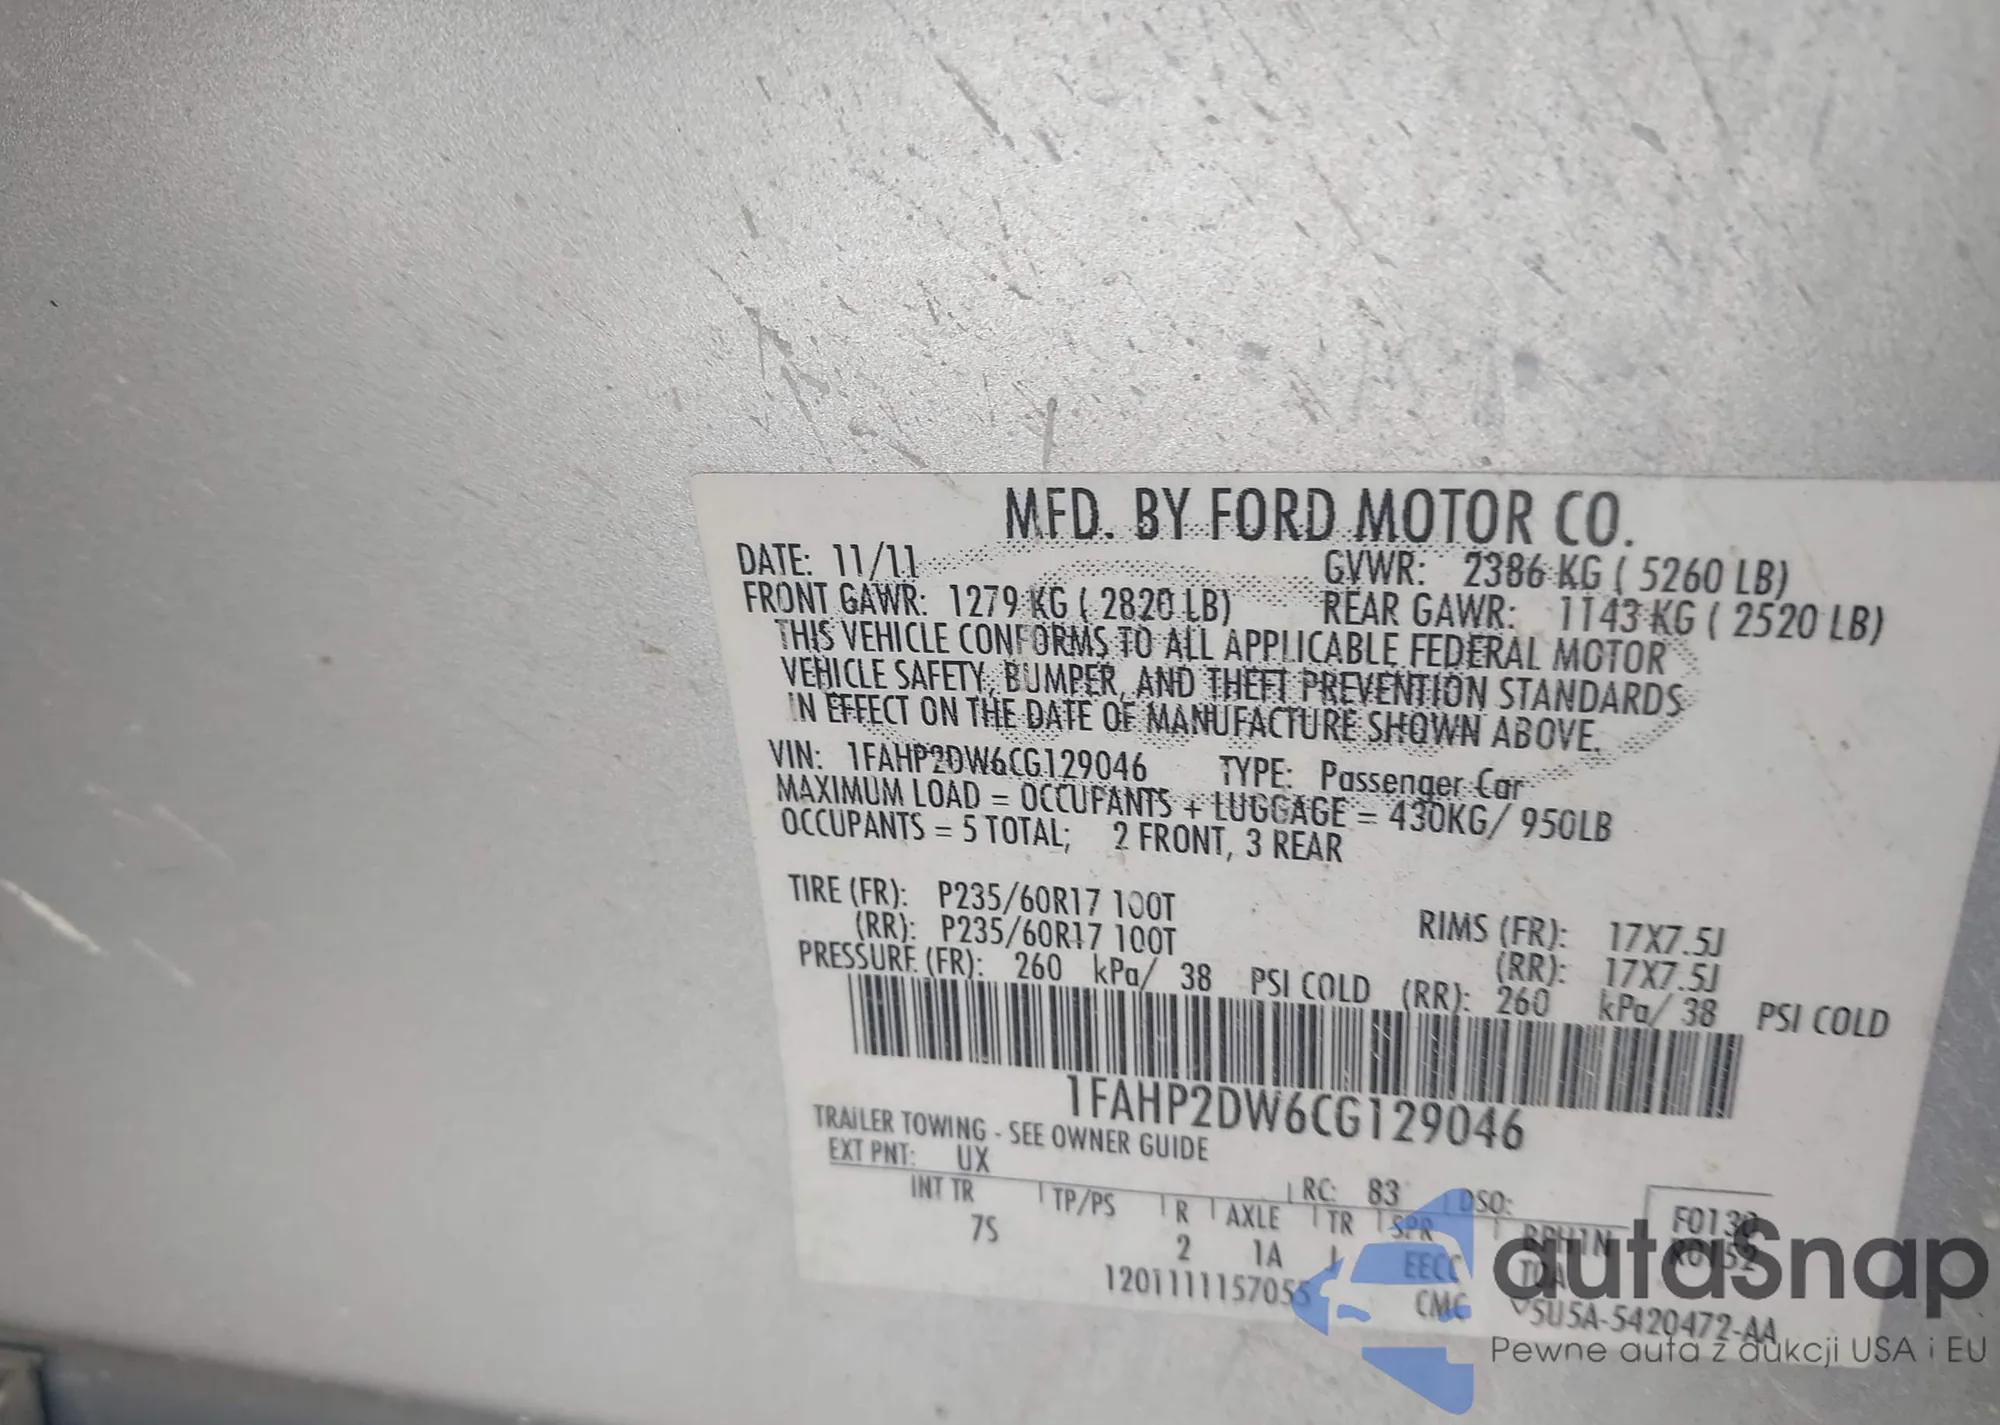 MFD. BY FORD MOTOR CO.
DATE: 11/11 GVWR: 2386 KG ( 5260 LB)
FRONT GAWR: 1279 KG ( 2820 LB) REAR GAWR: 1143 KG ( 2520 LB)
THIS VEHICLE CONFORMS TO ALL APPLICABLE FEDERAL MOTOR
VEHICLE SAFETY, BUMPER, AND THEFT PREVENTION STANDARDS
IN EFFECT ON THE DATE OF MANUFACTURE SHOWN ABOVE.
VIN: 1FAHP2DW6CG129046 TYPE: Passenger Car
MAXIMUM LOAD = OCCUPANTS + LUGGAGE = 430KG/ 950LB
OCCUPANTS = 5 TOTAL; 2 FRONT, 3 REAR
TIRE (FR): P235/60R17 100T RIMS (FR): 17X7.5J
(RR): P235/60R17 100T (RR): 17X7.5J
PRESSURE (FR): 260 kPa/ 38 PSI COLD (RR): 260 kPa/ 38 PSI COLD
1FAHP2DW6CG129046
TRAILER TOWING - SEE OWNER GUIDE
EXT PNT: UX RC: 83 DSO:
INT TR TP/PS R AXLE TR SPR
7S 2 1A J EECC
1201111157055 CMC 5U5A-5420472-AA
autaSnap
Pewne auta z aukcji USA i EU